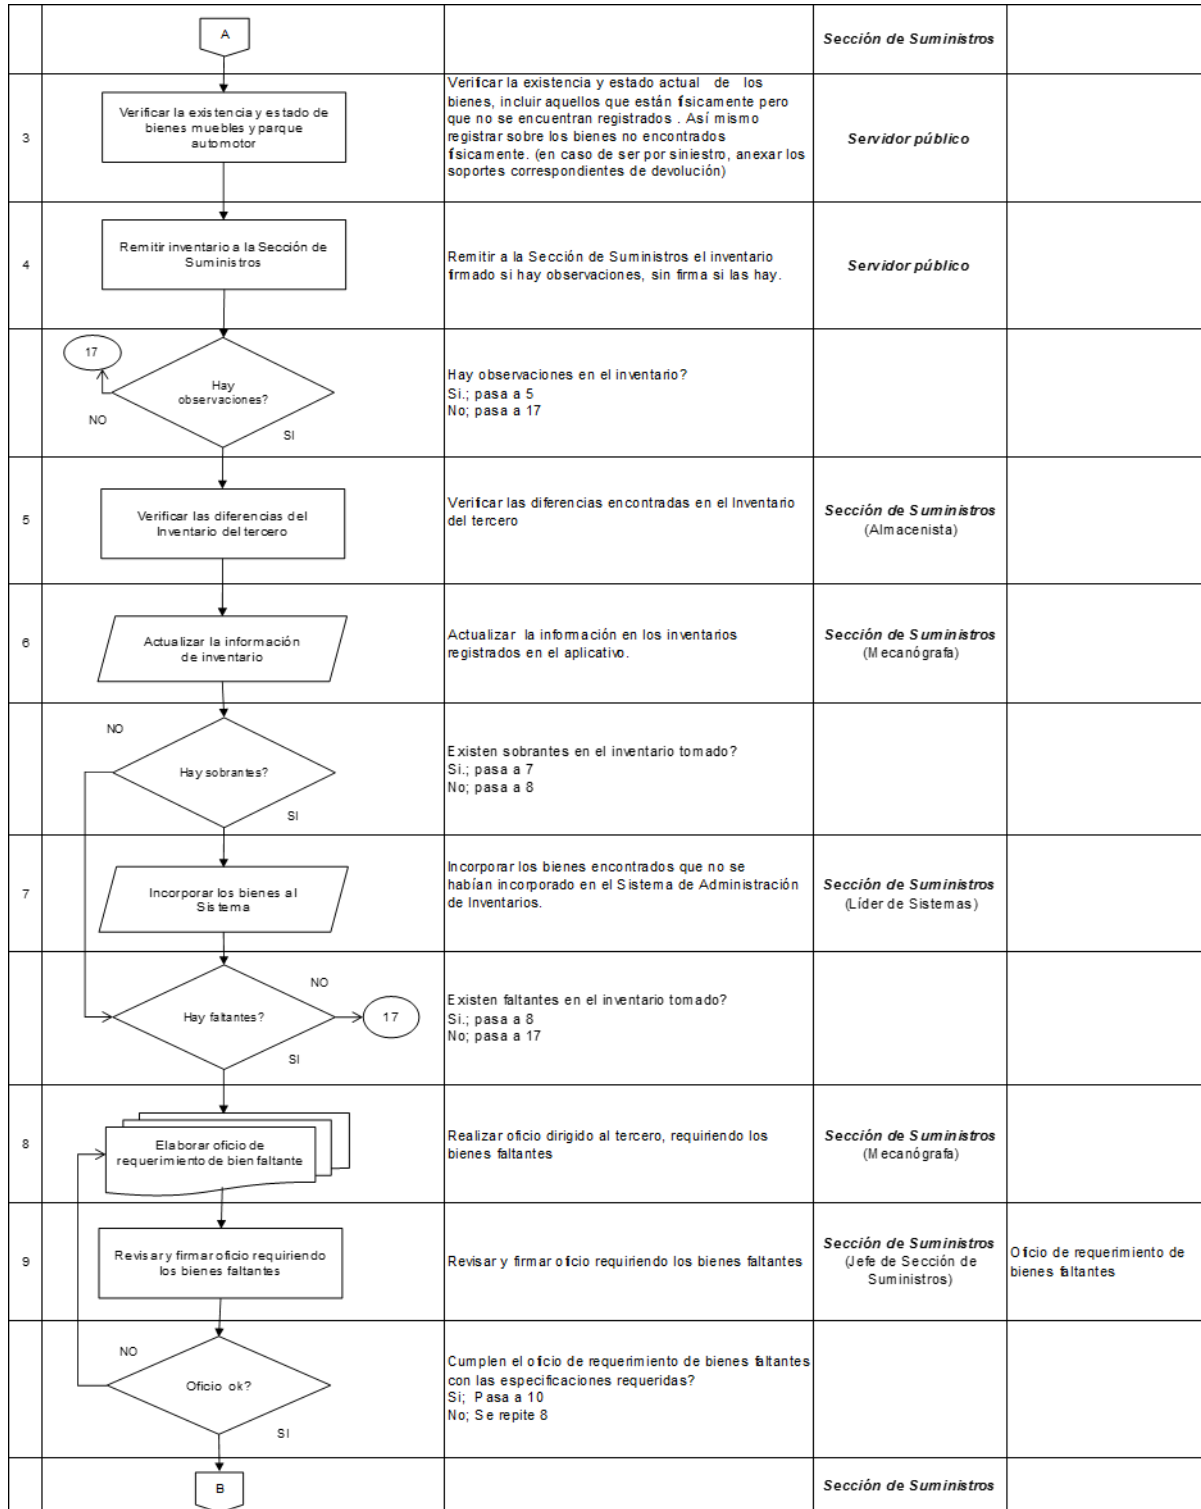 A
Sección de Suministros
3
Verificar la existencia y estado de
bienes muebles y parque
automotor
Verificar la existencia y estado actual de los
bienes, incluir aquellos que están físicamente pero
que no se encuentran registrados . Así mismo
registrar sobre los bienes no encontrados
físicamente. (en caso de ser por siniestro, anexar los
soportes correspondientes de devolución)
Servidor público
4
Remitir inventario a la Sección de
Suministros
Remitir a la Sección de Suministros el inventario
firmado si hay observaciones, sin firma si las hay.
Servidor público
17
Hay
observaciones?
NO
SI
Hay observaciones en el inventario?
Si.; pasa a 5
No; pasa a 17
5
Verificar las diferencias del
Inventario del tercero
Verificar las diferencias encontradas en el Inventario
del tercero
Sección de Suministros
(Almacenista)
6
Actualizar la información
de inventario
Actualizar la información en los inventarios
registrados en el aplicativo.
Sección de Suministros
(Mecanógrafa)
NO
Hay sobrantes?
SI
Existen sobrantes en el inventario tomado?
Si.; pasa a 7
No; pasa a 8
7
Incorporar los bienes al
Sistema
Incorporar los bienes encontrados que no se
habían incorporado en el Sistema de Administración
de Inventarios.
Sección de Suministros
(Líder de Sistemas)
NO
Hay faltantes?
17
SI
Existen faltantes en el inventario tomado?
Si.; pasa a 8
No; pasa a 17
8
Elaborar oficio de
requerimiento de bien faltante
Realizar oficio dirigido al tercero, requiriendo los
bienes faltantes
Sección de Suministros
(Mecanógrafa)
9
Revisar y firmar oficio requiriendo
los bienes faltantes
Revisar y firmar oficio requiriendo los bienes faltantes
Sección de Suministros
(Jefe de Sección de
Suministros)
Oficio de requerimiento de
bienes faltantes
NO
Oficio ok?
SI
Cumplen el oficio de requerimiento de bienes faltantes
con las especificaciones requeridas?
Si; Pasa a 10
No; Se repite 8
B
Sección de Suministros